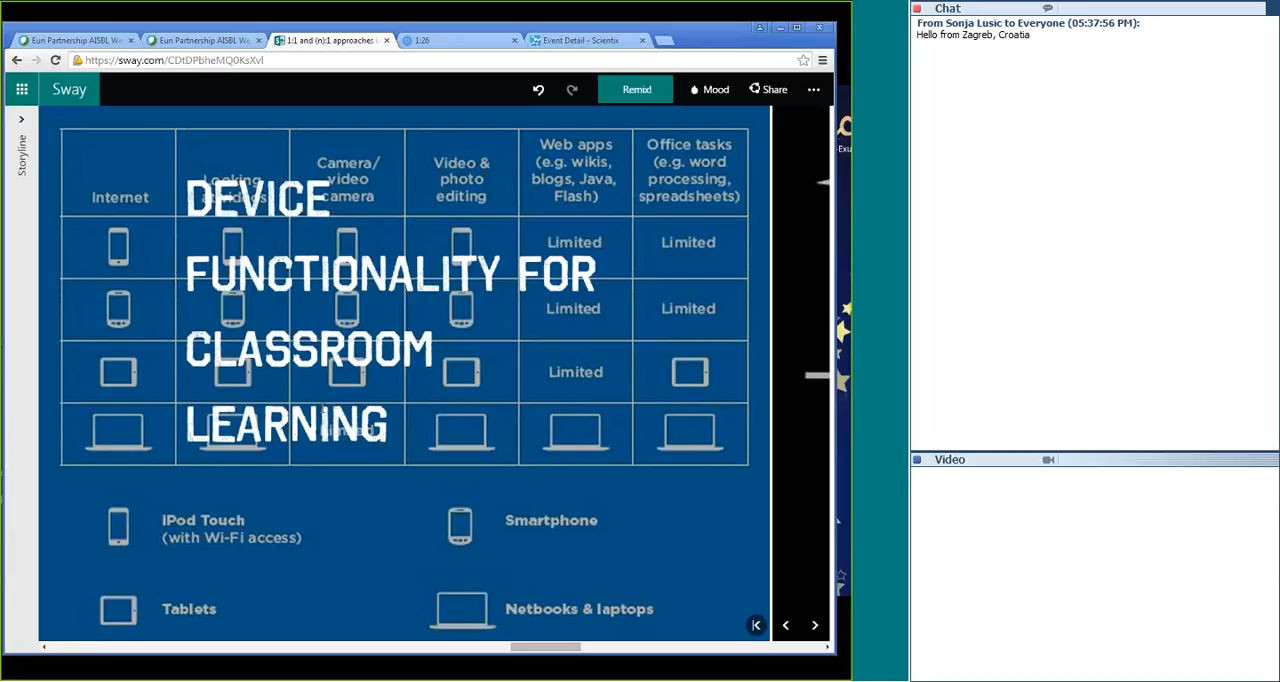 Eun Partnership AISBL We
Eun Partnership AISBL We
1:1 and (n):1 approaches
1:26
Event Detail - Scientix
https://sway.com/CDtDPbheMQ0KsXvl
Sway
Remix!
Mood
Share
Storyline
Internet
Looking
at videos
Camera/
video
camera
Video &
photo
editing
Web apps
(e.g. wikis,
blogs, Java,
Flash)
Office tasks
(e.g. word
processing,
spreadsheets)
DEVICE
FUNCTIONALITY FOR
CLASSROOM
LEARNING
Limited
Limited
Limited
Limited
Limited
Limited
iPod Touch
(with Wi-Fi access)
Smartphone
Tablets
Netbooks & laptops
Chat
From Sonja Lusic to Everyone (05:37:56 PM):
Hello from Zagreb, Croatia
Video